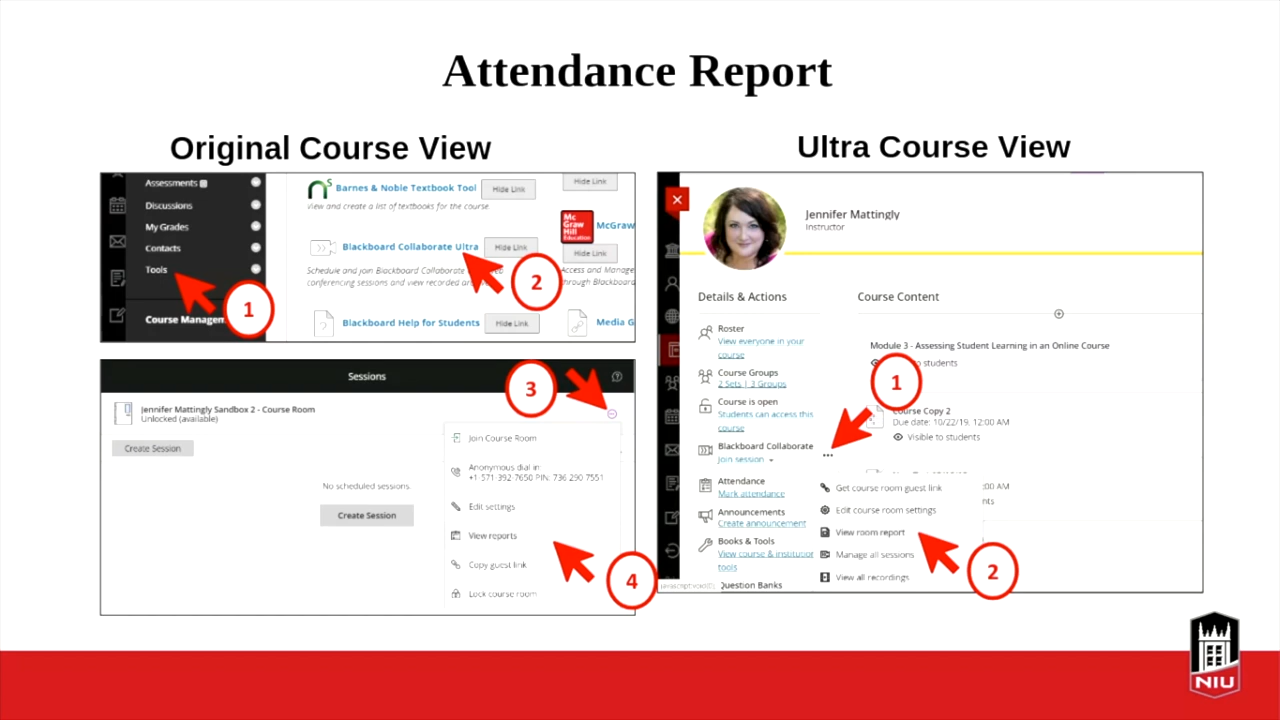 Attendance Report
Original Course View
Assessments
Discussions
My Grades
Contacts
Tools
Course Managem
1
Barnes & Noble Textbook Tool
Hide Link
View and create a list of textbooks for the course.
Blackboard Collaborate Ultra
Hide Link
Schedule and join Blackboard Collaborate
conferencing sessions and view recorded
2
Blackboard Help for Students
Hide Link
Hide Link
Mc
Graw
Hill
Education
McGraw
Hide Link
Access and Manage
through Blackboard
Media G
Sessions
3
Jennifer Mattingly Sandbox 2 - Course Room
Unlocked (available)
Create Session
No scheduled sessions.
Create Session
Join Course Room
Anonymous dial in:
+1-571-392-7650 PIN: 736 290 7551
Edit settings
View reports
Copy guest link
Lock course room
4
Ultra Course View
Jennifer Mattingly
Instructor
Details & Actions
Roster
View everyone in your
course
Course Groups
2 Sets | 3 Groups
Course is open
Students can access this
course
Blackboard Collaborate
Join session
Attendance
Mark attendance
Announcements
Create announcement
Books & Tools
View course & institution
tools
Question Banks
Course Content
Module 3 - Assessing Student Learning in an Online Course
to students
1
Course Copy 2
Due date: 10/22/19, 12:00 AM
Visible to students
:00 AM
nts
Get course room guest link
Edit course room settings
View room report
Manage all sessions
View all recordings
2
NIU